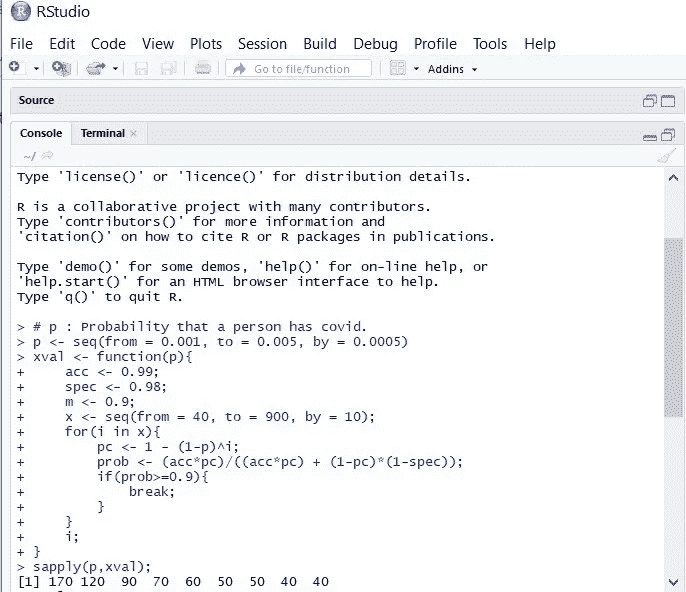 RStudio
File Edit Code View Plots Session Build Debug Profile Tools Help
Go to file/function Addins
Source
Console Terminal ×
~/
Type 'license()' or 'licence()' for distribution details.
R is a collaborative project with many contributors.
Type 'contributors()' for more information and
'citation()' on how to cite R or R packages in publications.
Type 'demo()' for some demos, 'help()' for on-line help, or
'help.start()' for an HTML browser interface to help.
Type 'q()' to quit R.
> # p : Probability that a person has covid.
> p <- seq(from = 0.001, to = 0.005, by = 0.0005)
> xval <- function(p){
+     acc <- 0.99;
+     spec <- 0.98;
+     m <- 0.9;
+     x <- seq(from = 40, to = 900, by = 10);
+     for(i in x){
+         pc <- 1 - (1-p)^i;
+         prob <- (acc*pc)/((acc*pc) + (1-pc)*(1-spec));
+         if(prob>=0.9){
+             break;
+         }
+     }
+     i;
+ }
> sapply(p,xval);
[1] 170 120  90  70  60  50  50  40  40